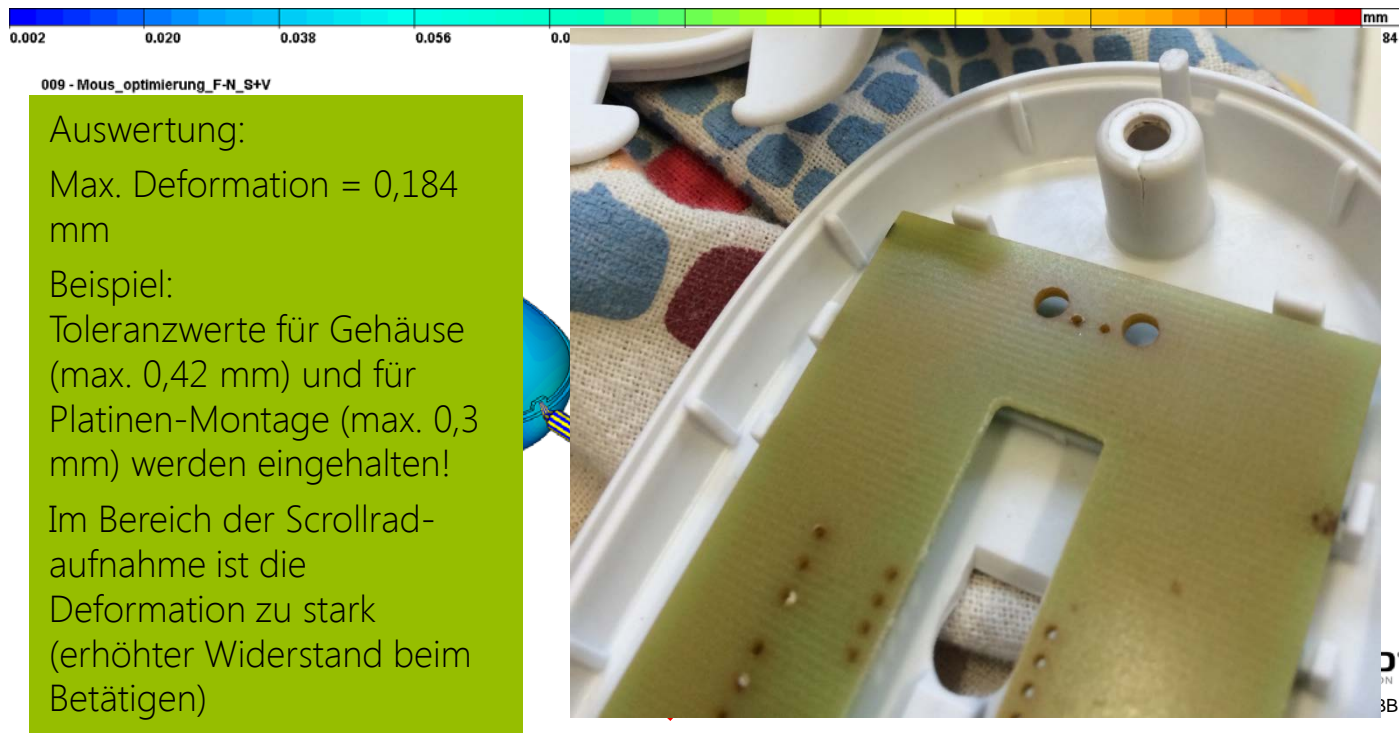 mm
0.002 0.020 0.038 0.056 0.0 84
009 - Mous_optimierung_F-N_S+V
Auswertung:
Max. Deformation = 0,184
mm
Beispiel:
Toleranzwerte für Gehäuse
(max. 0,42 mm) und für
Platinen-Montage (max. 0,3
mm) werden eingehalten!
Im Bereich der Scrollrad-
aufnahme ist die
Deformation zu stark
(erhöhter Widerstand beim
Betätigen)